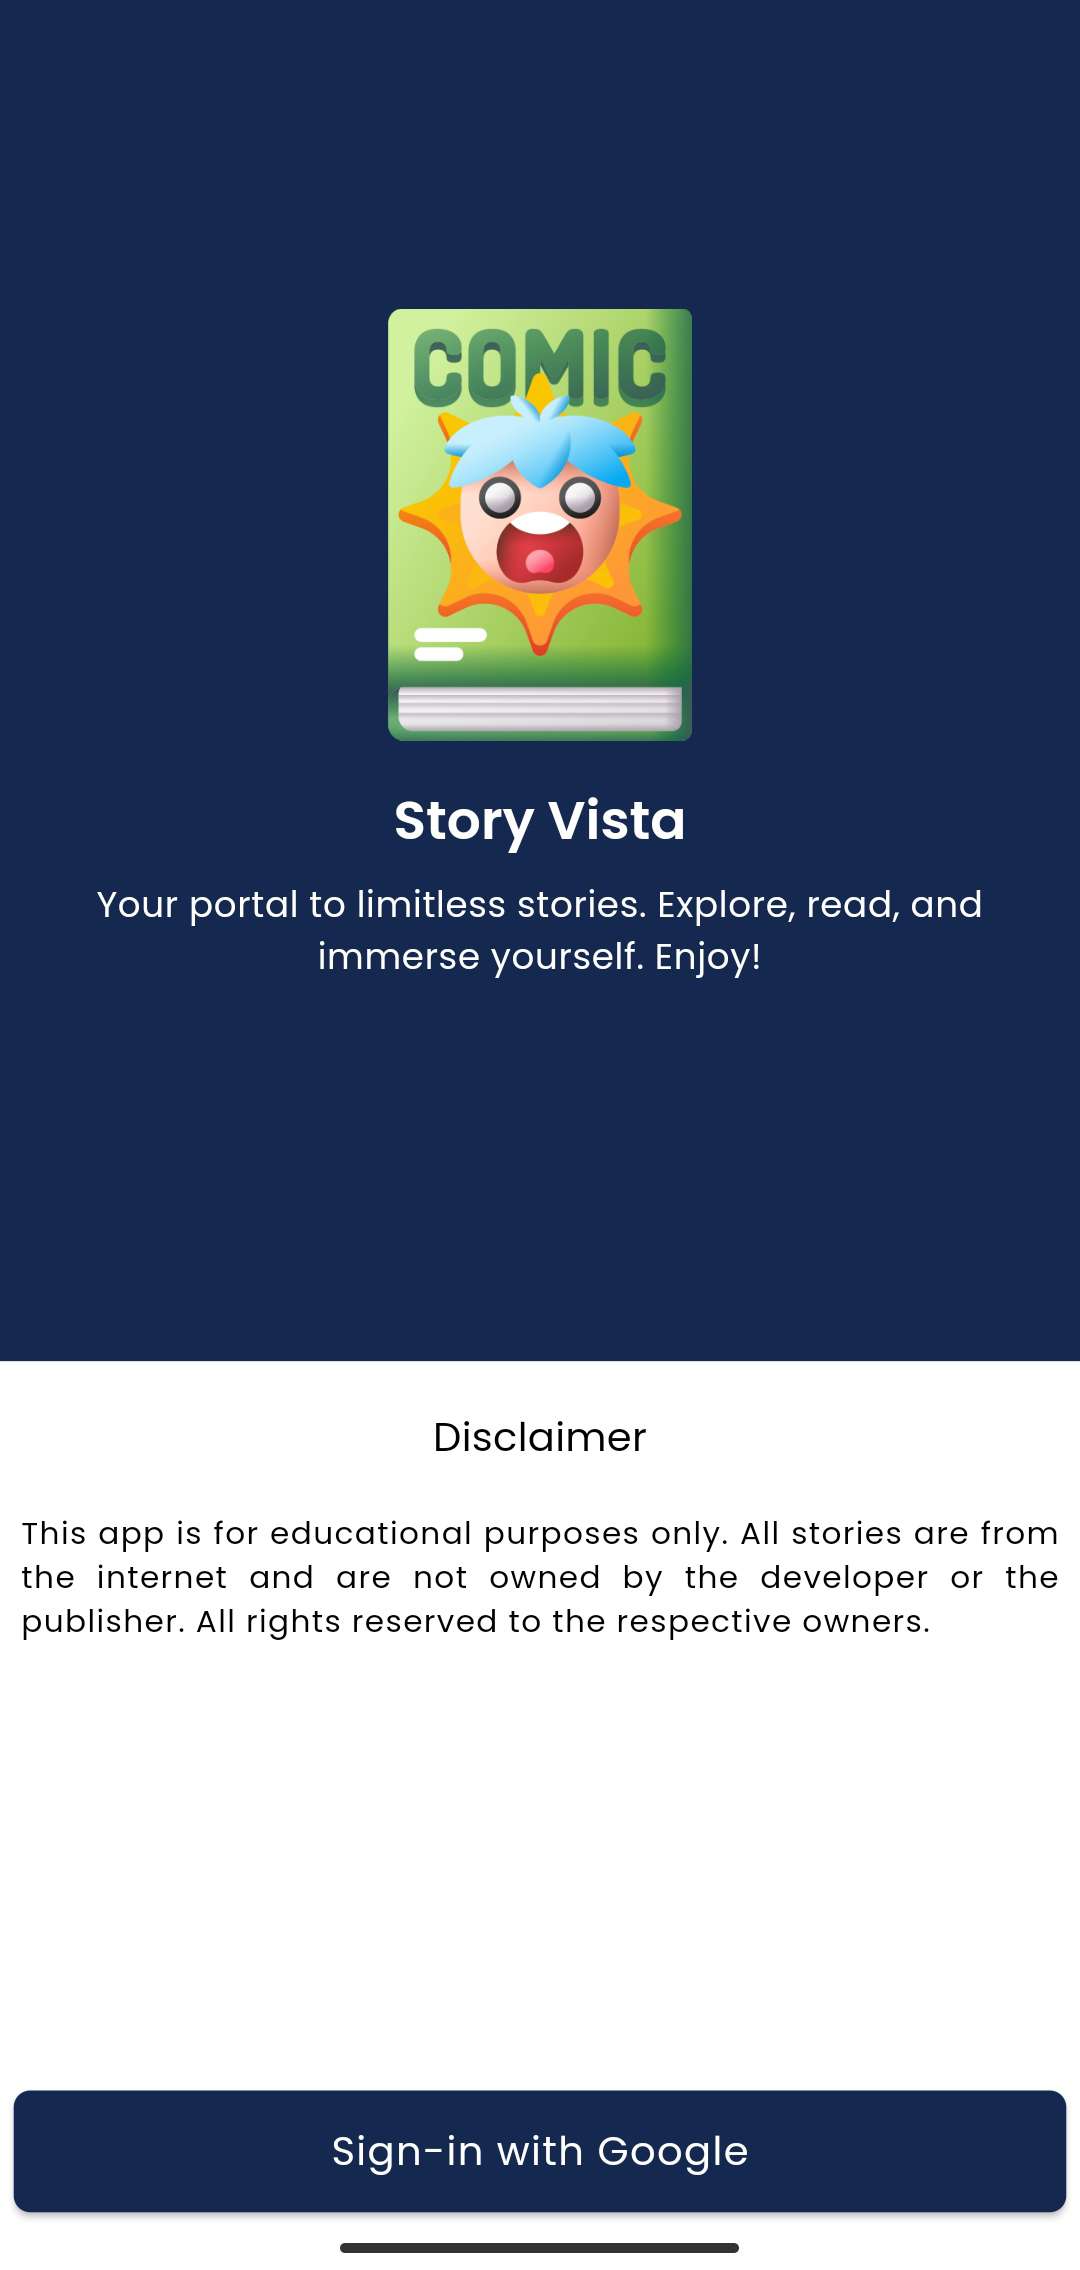 COMIC
Story Vista
Your portal to limitless stories. Explore, read, and
immerse yourself. Enjoy!
Disclaimer
This app is for educational purposes only. All stories are from
the internet and are not owned by the developer or the
publisher. All rights reserved to the respective owners.
Sign-in with Google